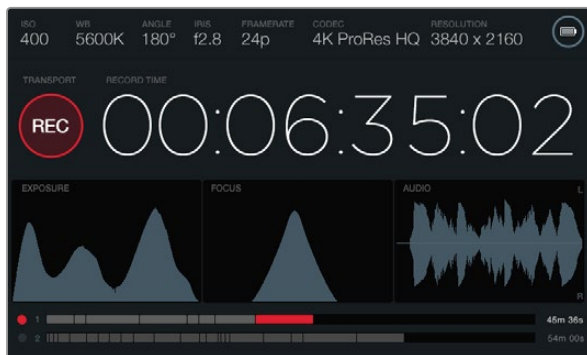 ISO WB ANGLE IRIS FRAMERATE CODEC RESOLUTION
400 5600K 180° f2.8 24p 4K ProRes HQ 3840 x 2160
TRANSPORT RECORD TIME
REC 00:06:35:02
EXPOSURE FOCUS AUDIO L
R
1 46m 36s
2 54m 00s